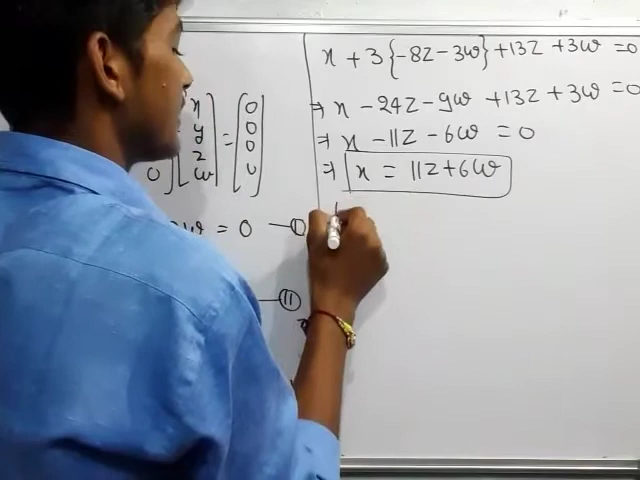 x
y
z
0 w
=
0
0
0
0
w = 0 — I
— II
x + 3{-8z - 3w} + 13z + 3w = 0
⇒ x - 24z - 9w + 13z + 3w = 0
⇒ x - 11z - 6w = 0
⇒ x = 11z + 6w